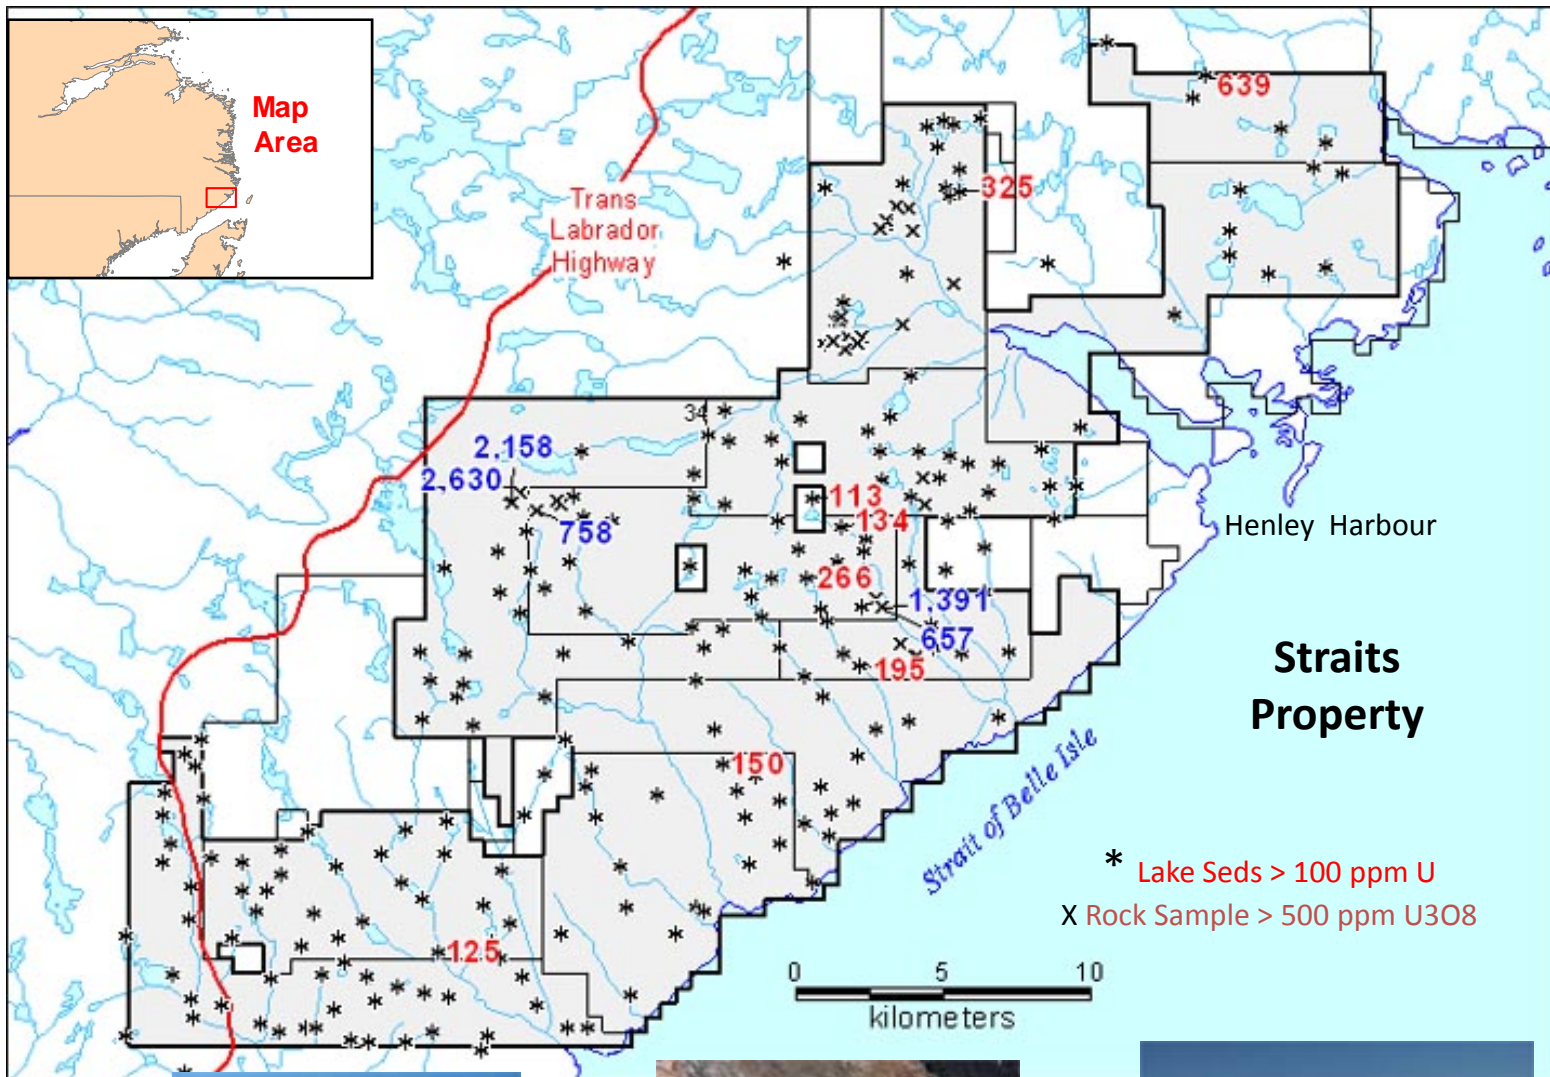 Map
Area
639
325
Trans
Labrador
Highway
34
2.158
2,630
758
113
134
266
1.391
657
195
Henley Harbour
Straits
Property
150
Strait of Belle Isle
* Lake Seds > 100 ppm U
X Rock Sample > 500 ppm U3O8
125
0 5 10
kilometers